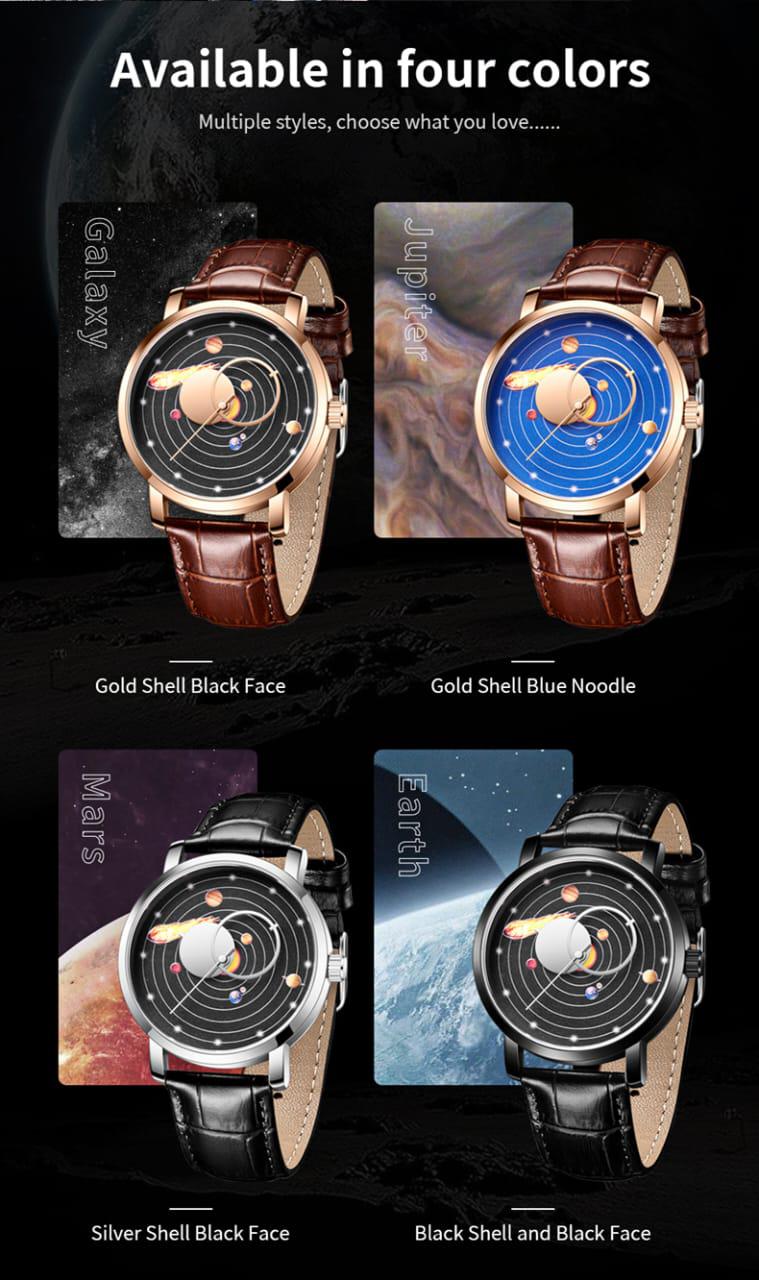 Available in four colors
Multiple styles, choose what you love......
Galaxy
Jupiter
Gold Shell Black Face
Gold Shell Blue Noodle
Mars
Earth
Silver Shell Black Face
Black Shell and Black Face